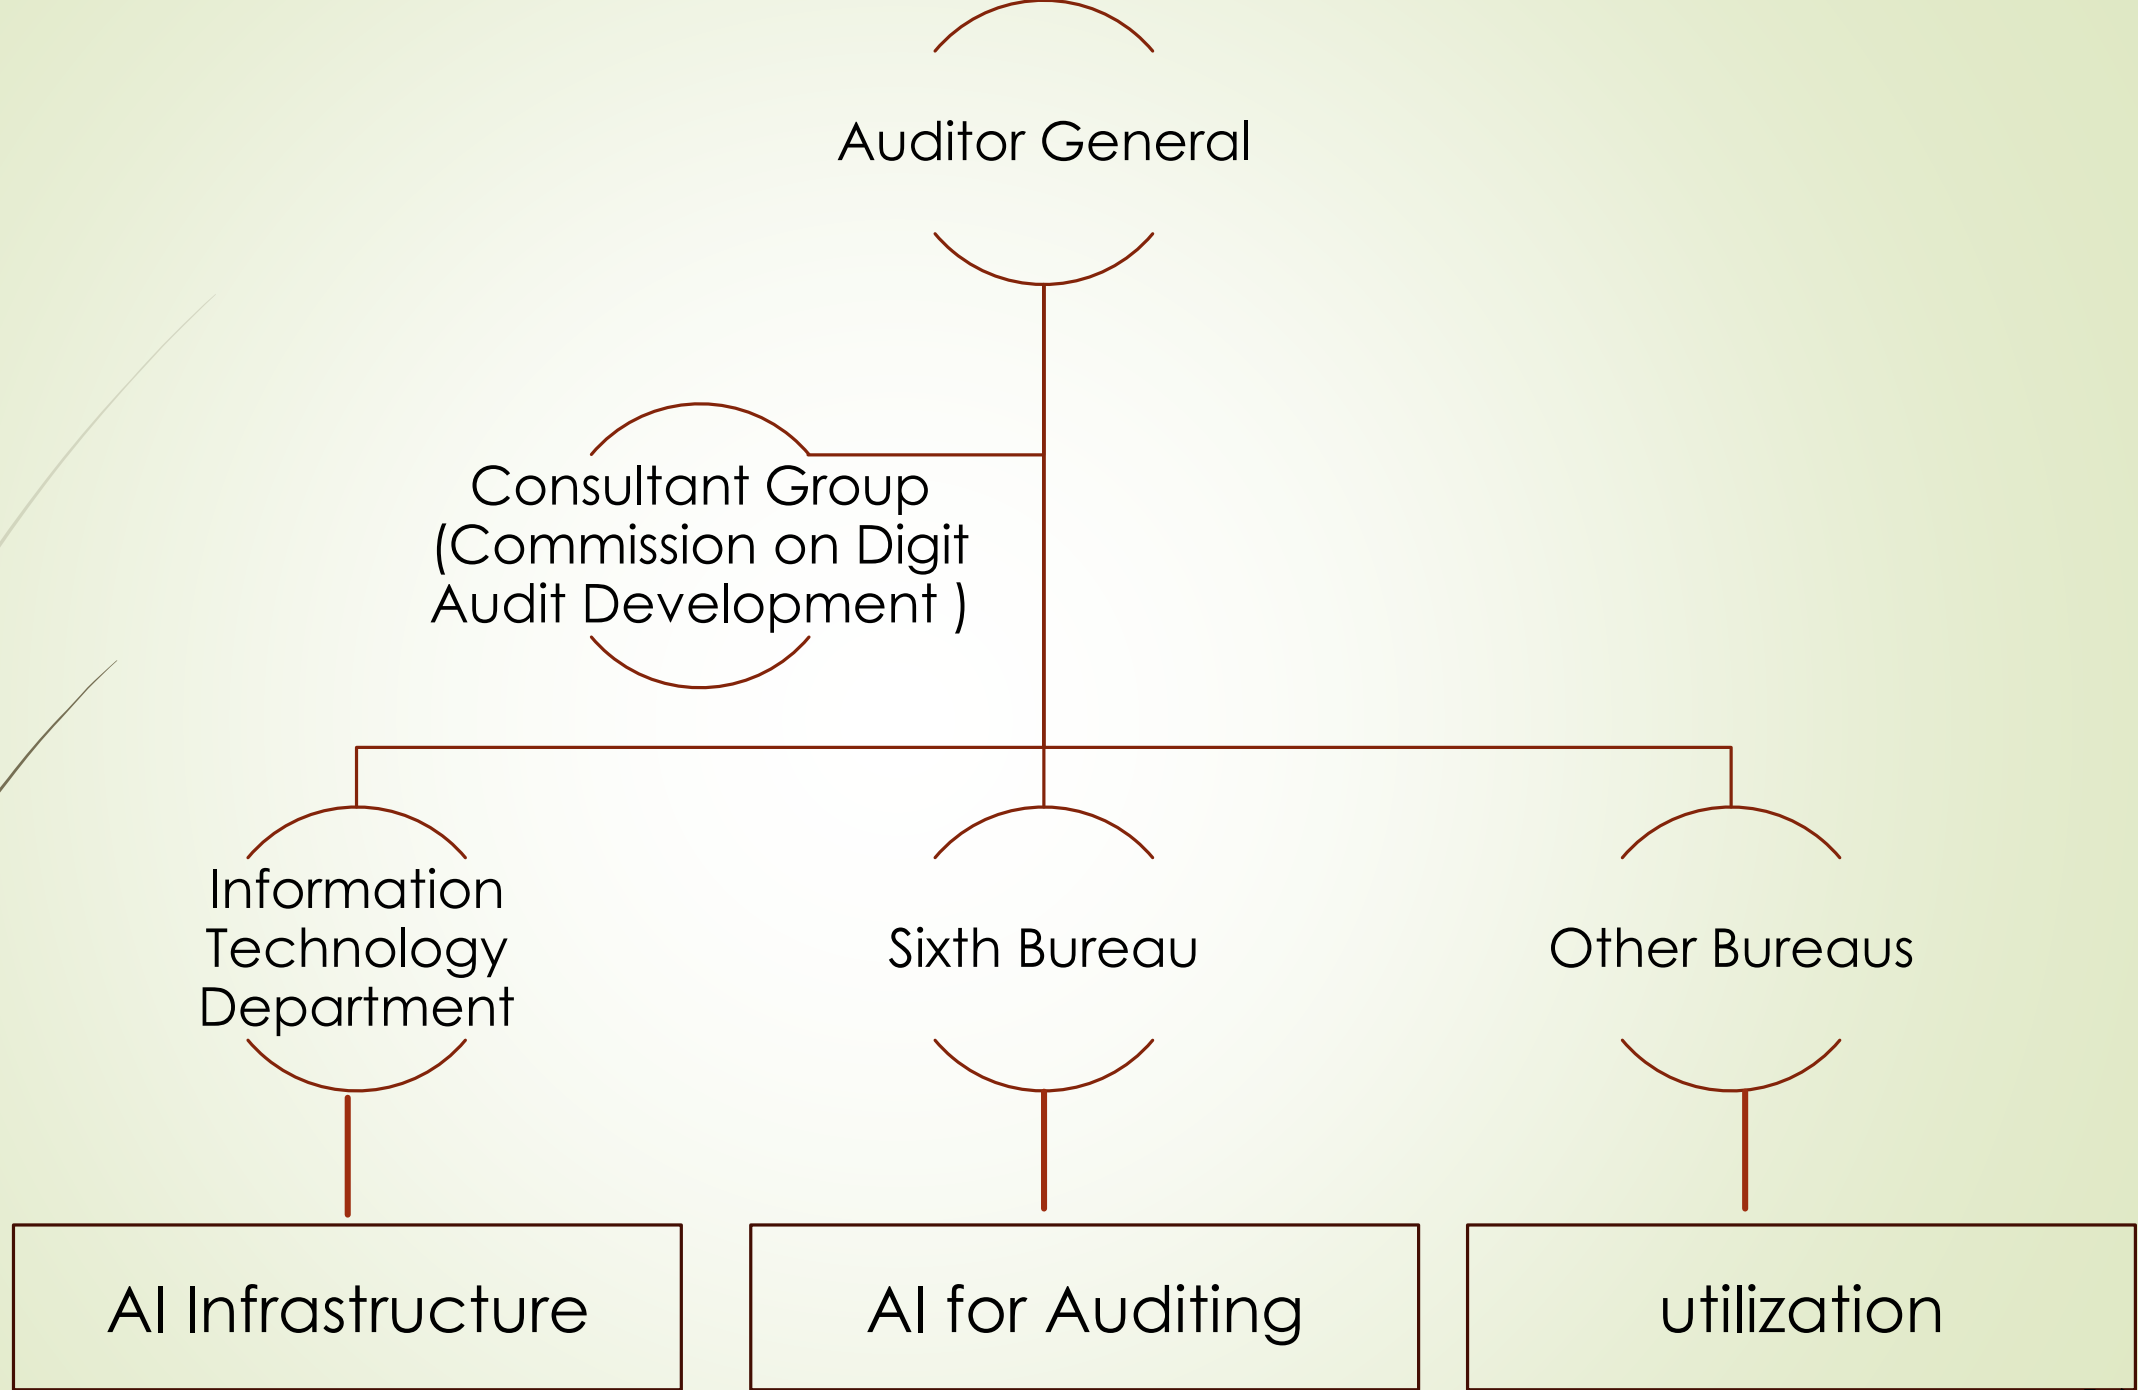 Auditor General
Consultant Group
(Commission on Digit
Audit Development )
Information
Technology
Department
Sixth Bureau
Other Bureaus
AI Infrastructure
AI for Auditing
utilization